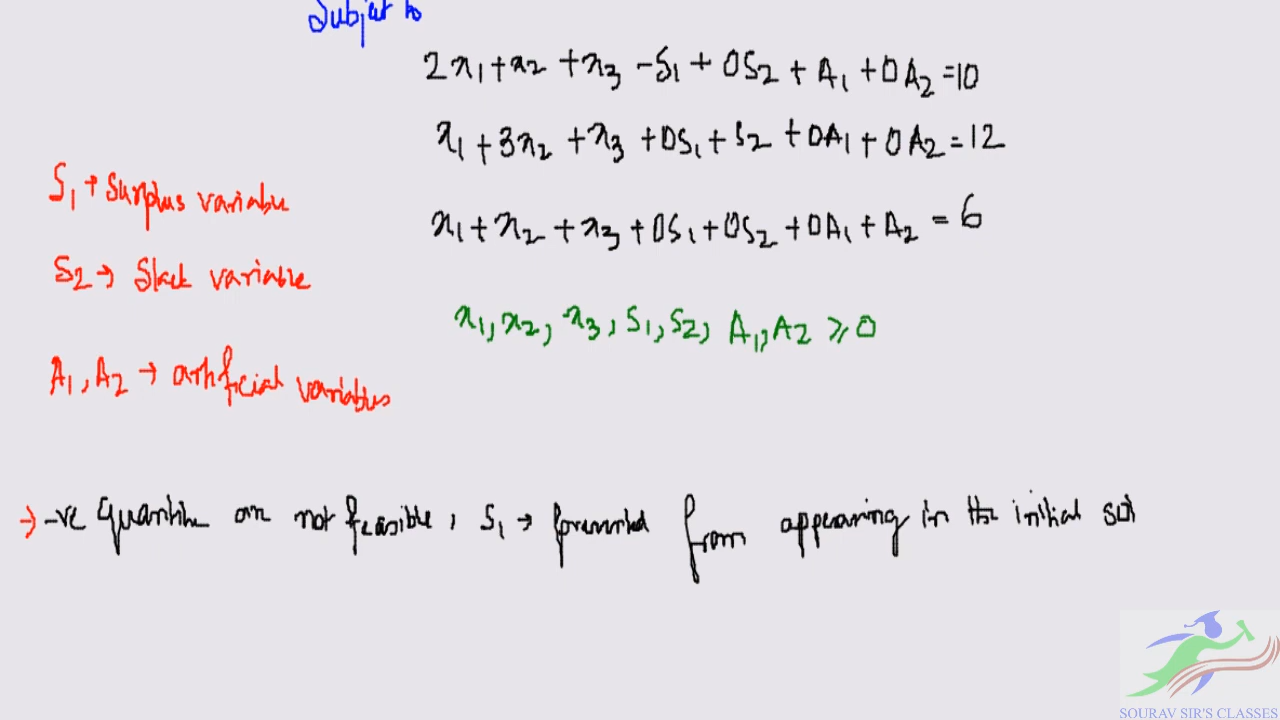 Subject to
2x₁ + x₂ + x₃ - S₁ + 0S₂ + A₁ + 0A₂ = 10
x₁ + 3x₂ + x₃ + 0S₁ + S₂ + 0A₁ + 0A₂ = 12
S₁ → Surplus variable
x₁ + x₂ + x₃ + 0S₁ + 0S₂ + 0A₁ + A₂ = 6
S₂ → Slack variable
x₁, x₂, x₃, S₁, S₂, A₁, A₂ ≥ 0
A₁, A₂ → artificial variables
→ -ve quantities are not feasible, S₁ → prevented from appearing in the initial sol
SOURAV SIR'S CLASSES